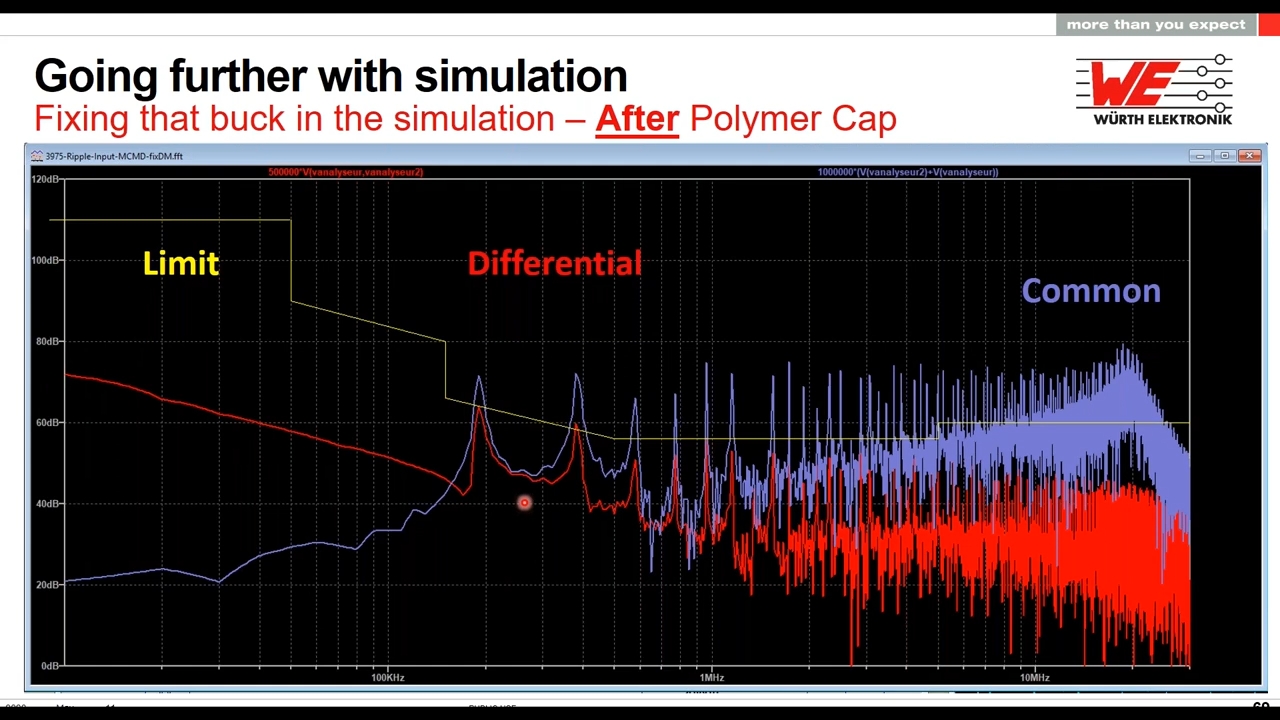 more than you expect
Going further with simulation
Fixing that buck in the simulation – After Polymer Cap
WE
WÜRTH ELEKTRONIK
3975-Ripple-Input-MCMD-fixDM.fft
500000*V(vanalyseur,vanalyseur2)
1000000*(V(vanalyseur2)+V(vanalyseur))
120dB
100dB
80dB
60dB
40dB
20dB
0dB
Limit
Differential
Common
100KHz
1MHz
10MHz